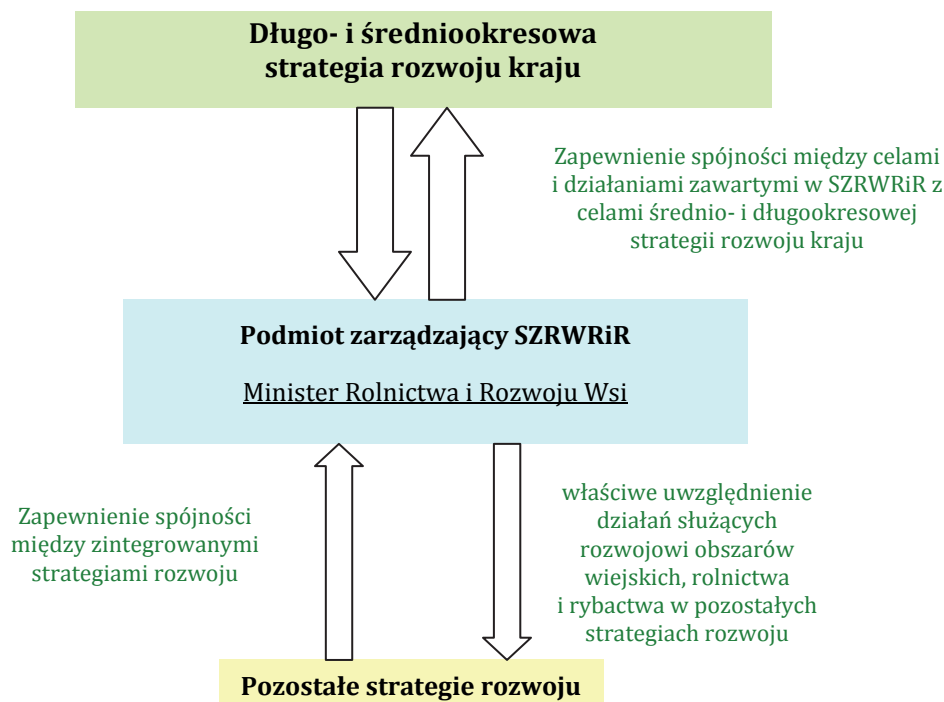 Długo- i średniookresowa
strategia rozwoju kraju
Zapewnienie spójności między celami
i działaniami zawartymi w SZRWRiR z
celami średnio- i długookresowej
strategii rozwoju kraju
Podmiot zarządzający SZRWRiR
Minister Rolnictwa i Rozwoju Wsi
Zapewnienie spójności
między zintegrowanymi
strategiami rozwoju
właściwe uwzględnienie
działań służących
rozwojowi obszarów
wiejskich, rolnictwa
i rybactwa w pozostałych
strategiach rozwoju
Pozostałe strategie rozwoju